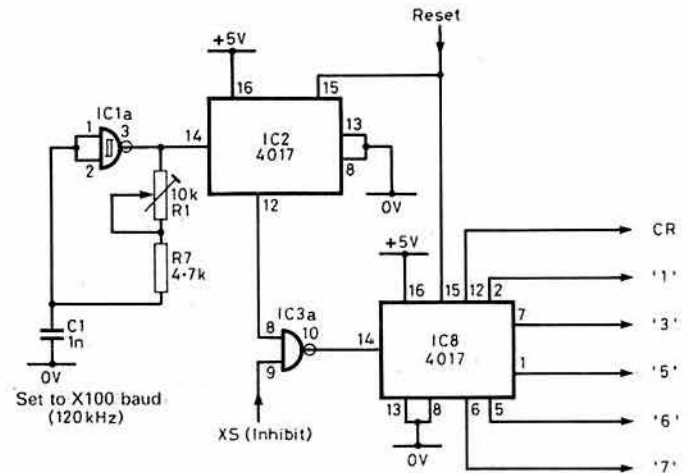 Reset
+5V
16
15
IC1a
1
3
2
14
IC2
4017
13
8
12
0V
10k
R1
R7
4·7k
C1
1n
0V
Set to X100 baud
(120kHz)
IC3a
8
10
9
XS (Inhibit)
14
+5V
16
15
12
2
IC8
4017
7
1
13
8
6
5
0V
CR
'1'
'3'
'5'
'6'
'7'